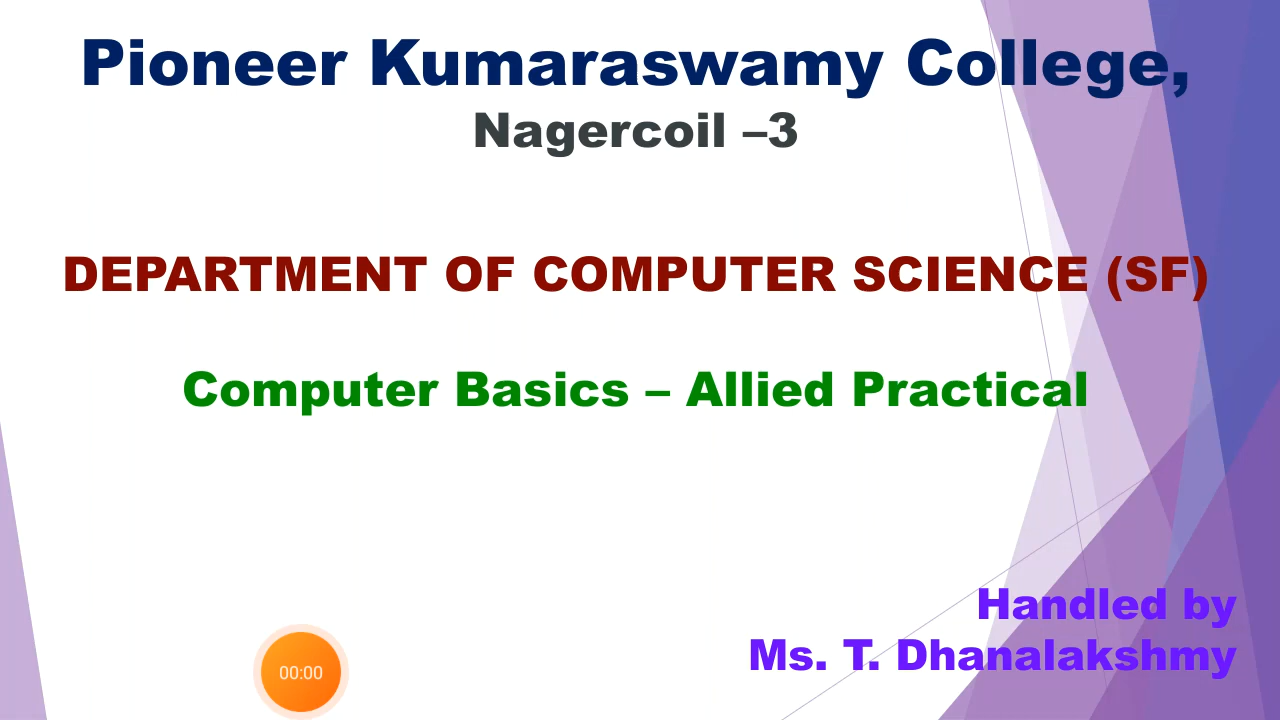 Pioneer Kumaraswamy College,
Nagercoil –3
DEPARTMENT OF COMPUTER SCIENCE (SF)
Computer Basics – Allied Practical
Handled by
Ms. T. Dhanalakshmy
00:00